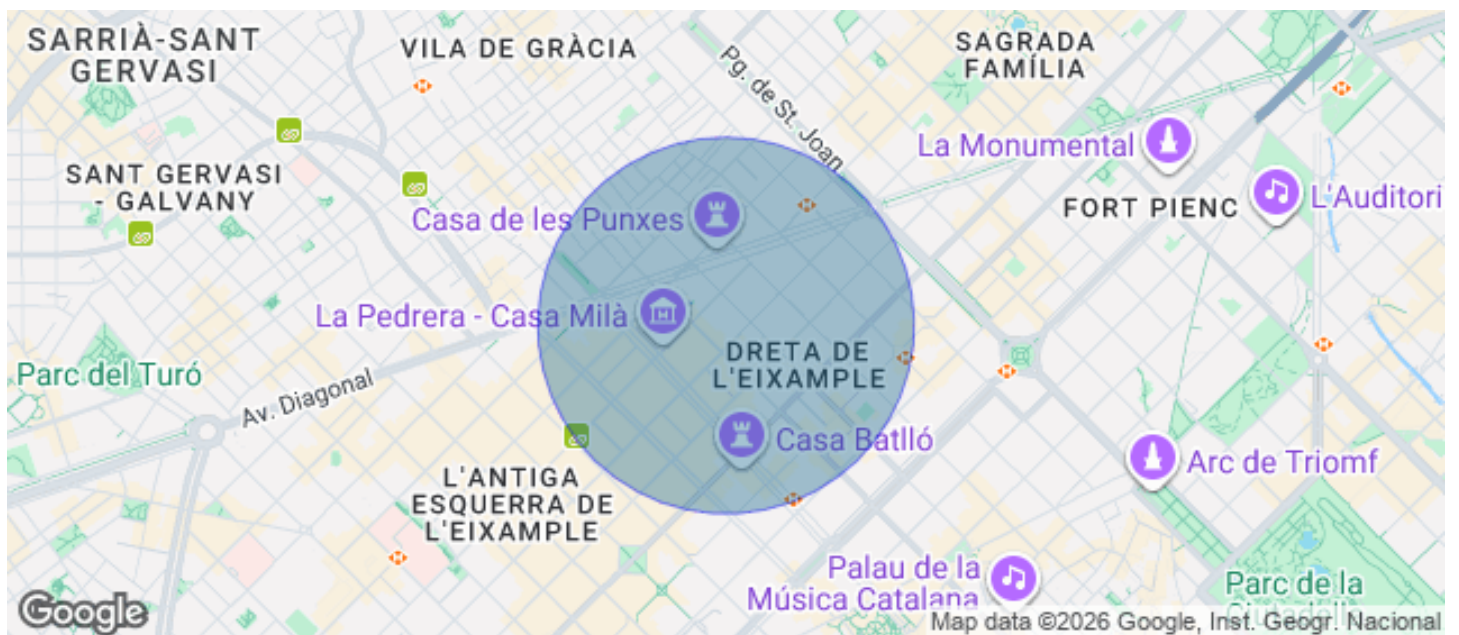 SARRIÀ-SANT
GERVASI
VILA DE GRÀCIA
SAGRADA
FAMÍLIA
Pg. de St. Joan
La Monumental
SANT GERVASI
- GALVANY
Casa de les Punxes
FORT PIENC
L'Auditori
La Pedrera - Casa Milà
DRETA DE
L'EIXAMPLE
Parc del Turó
Av. Diagonal
Casa Batlló
L'ANTIGA
ESQUERRA DE
L'EIXAMPLE
Arc de Triomf
Palau de la
Música Catalana
Parc de la
Ciutadella
Google
Map data ©2026 Google, Inst. Geogr. Nacional